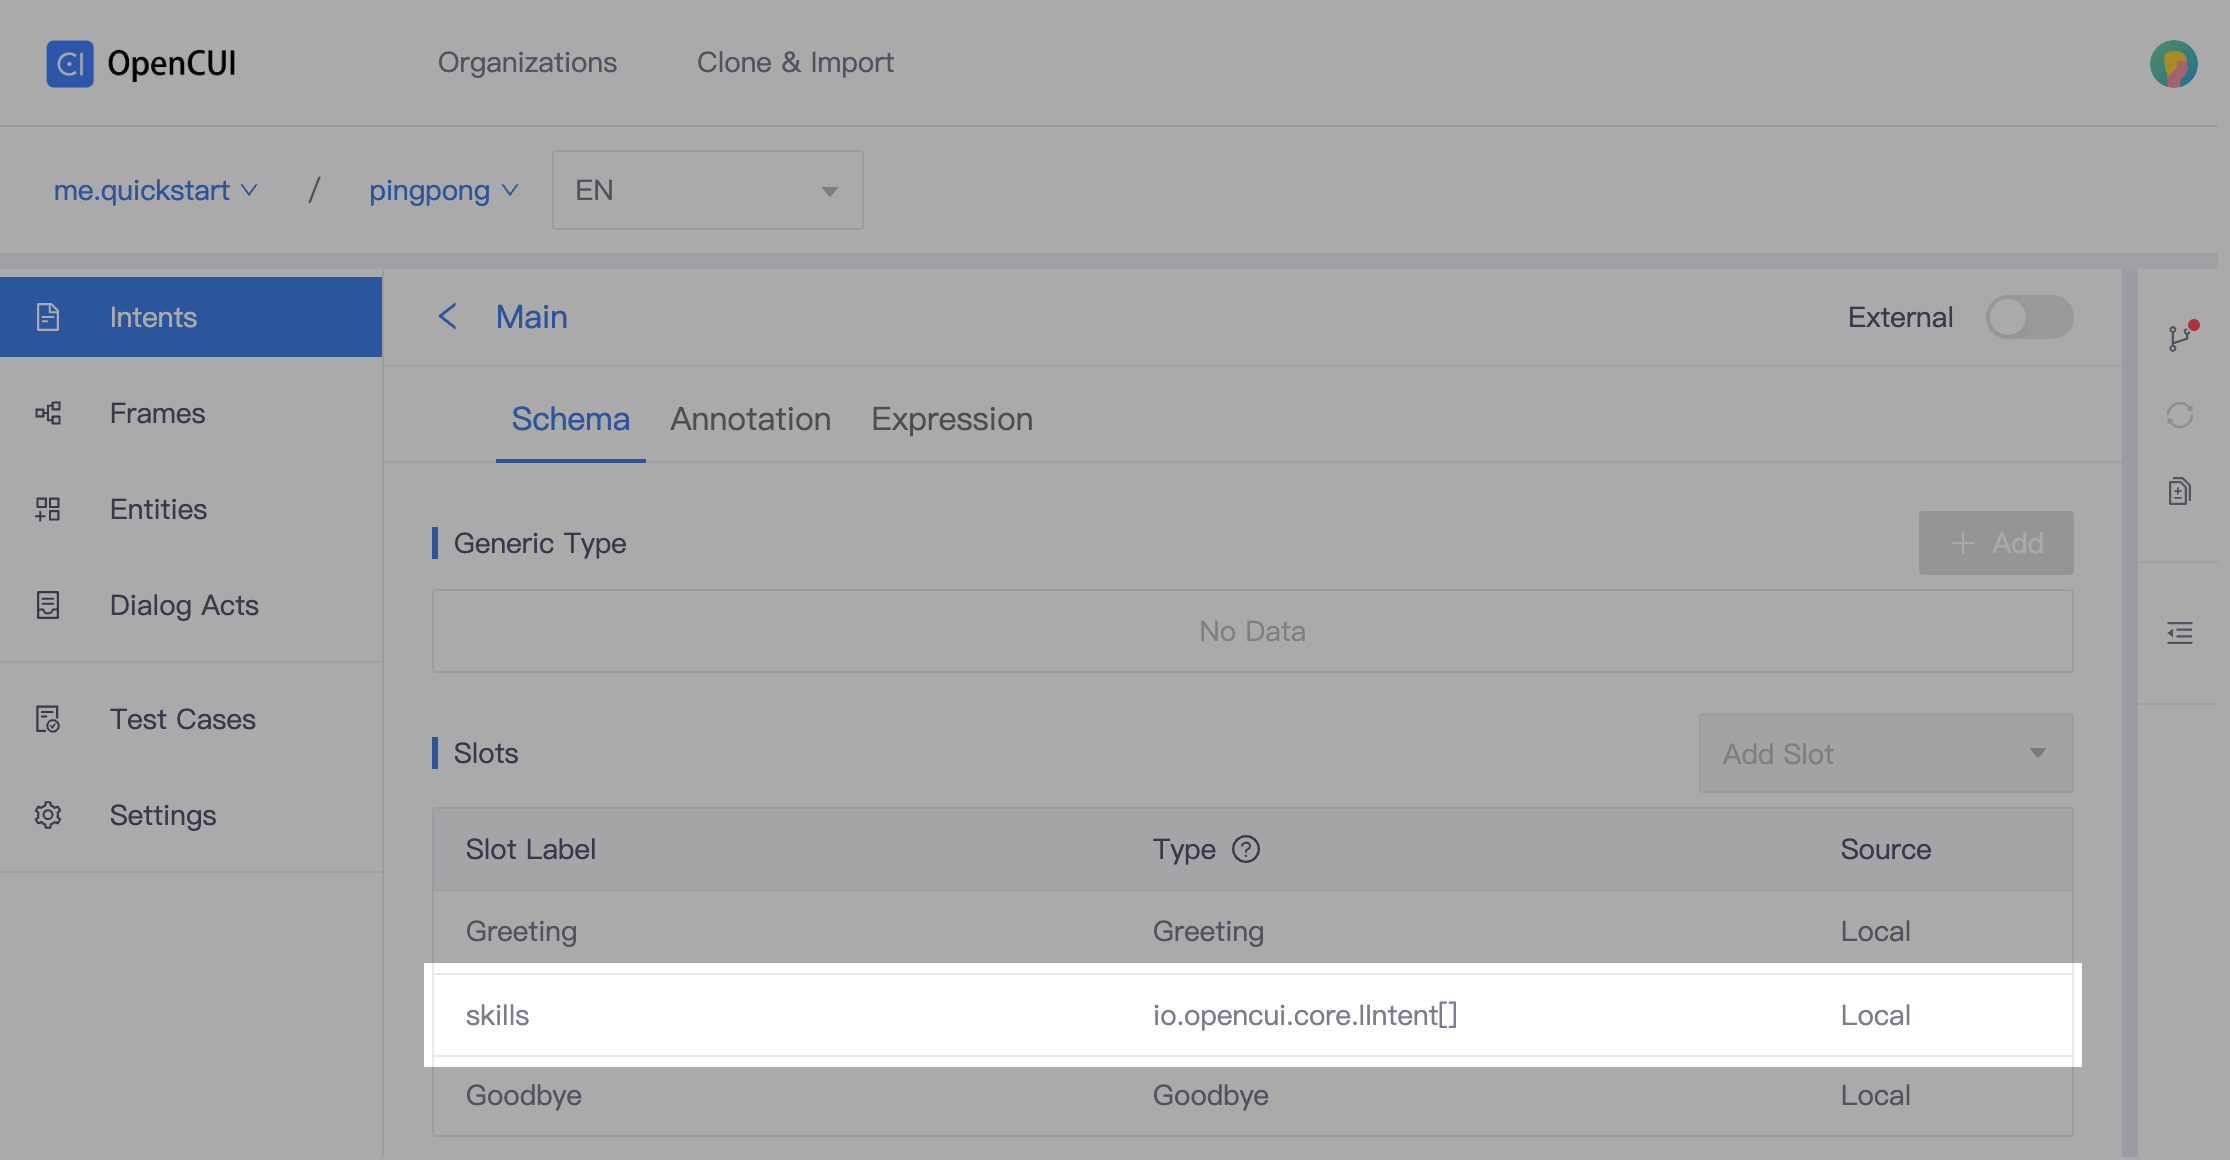 CI OpenCUI Organizations Clone & Import
me.quickstart / pingpong EN
Intents
Frames
Entities
Dialog Acts
Test Cases
Settings
Main External
Schema Annotation Expression
Generic Type + Add
No Data
Slots Add Slot
Slot Label Type ? Source
Greeting Greeting Local
skills io.opencui.core.IIntent[] Local
Goodbye Goodbye Local